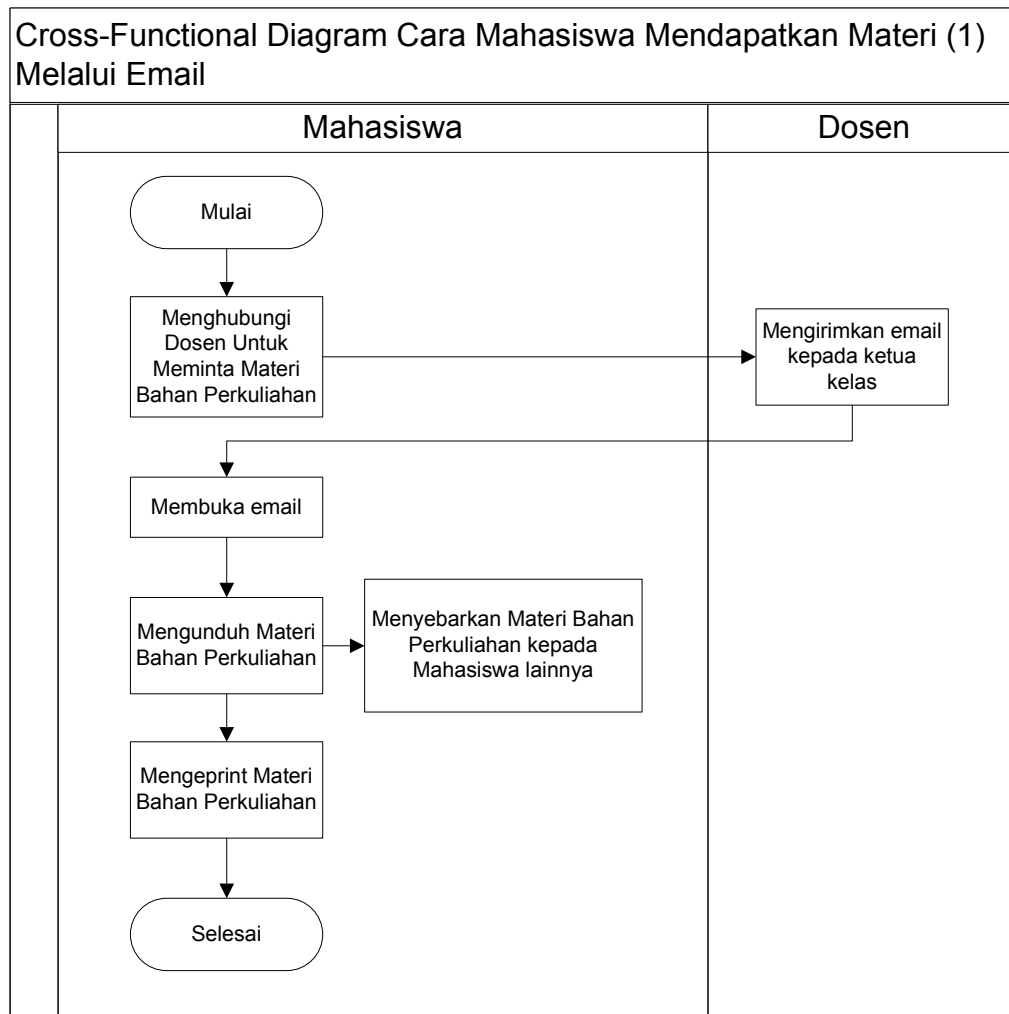 Cross-Functional Diagram Cara Mahasiswa Mendapatkan Materi (1)
Melalui Email
Mahasiswa
Dosen
Mulai
Menghubungi
Dosen Untuk
Meminta Materi
Bahan Perkuliahan
Mengirimkan email
kepada ketua
kelas
Membuka email
Mengunduh Materi
Bahan Perkuliahan
Menyebarkan Materi Bahan
Perkuliahan kepada
Mahasiswa lainnya
Mengeprint Materi
Bahan Perkuliahan
Selesai